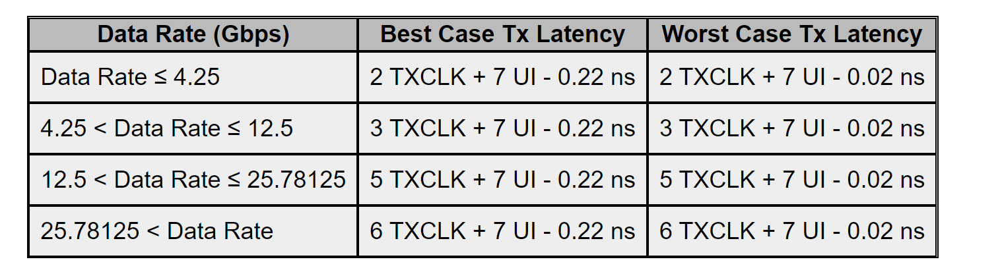 Data Rate (Gbps) Best Case Tx Latency Worst Case Tx Latency
Data Rate ≤ 4.25 2 TXCLK + 7 UI - 0.22 ns 2 TXCLK + 7 UI - 0.02 ns
4.25 < Data Rate ≤ 12.5 3 TXCLK + 7 UI - 0.22 ns 3 TXCLK + 7 UI - 0.02 ns
12.5 < Data Rate ≤ 25.78125 5 TXCLK + 7 UI - 0.22 ns 5 TXCLK + 7 UI - 0.02 ns
25.78125 < Data Rate 6 TXCLK + 7 UI - 0.22 ns 6 TXCLK + 7 UI - 0.02 ns